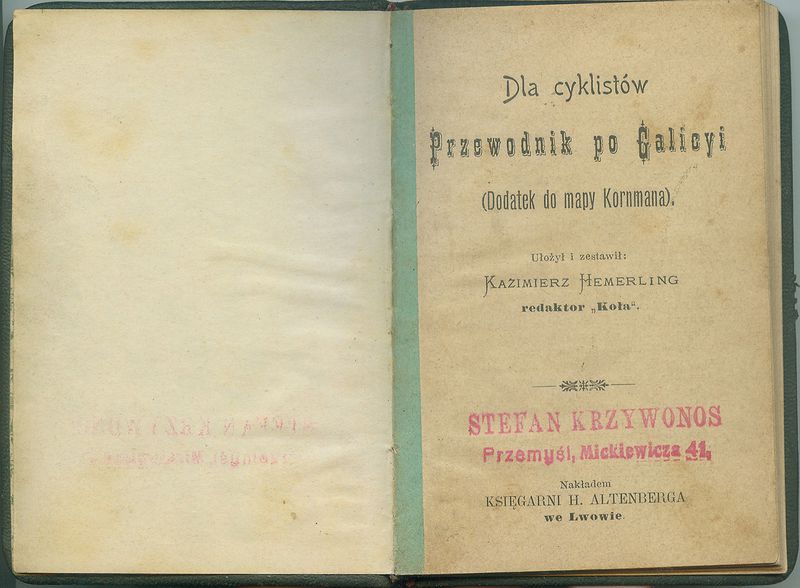 Dla cyklistów
Przewodnik po Galicyi
(Dodatek do mapy Kornmana).
Ułożył i zestawił:
KAZIMIERZ HEMERLING
redaktor „Koła“.
STEFAN KRZYWONOS
Przemyśl, Mickiewicza 41,
Nakładem
KSIĘGARNI H. ALTENBERGA
we Lwowie.